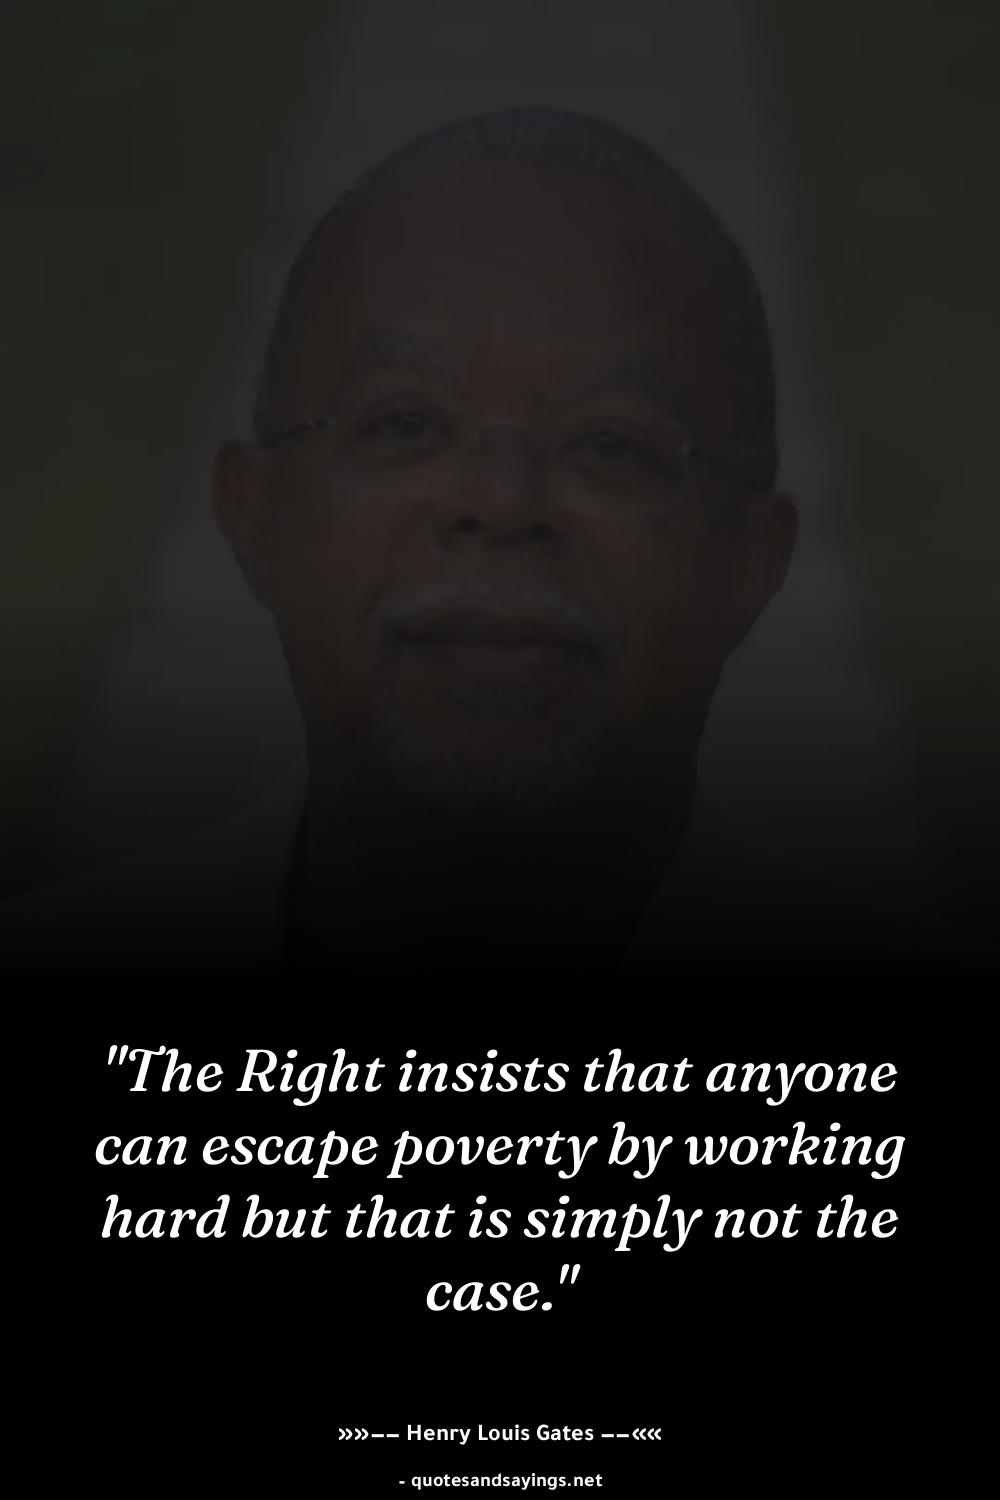 "The Right insists that anyone
can escape poverty by working
hard but that is simply not the
case."
»»−− Henry Louis Gates −−««
- quotesandsayings.net